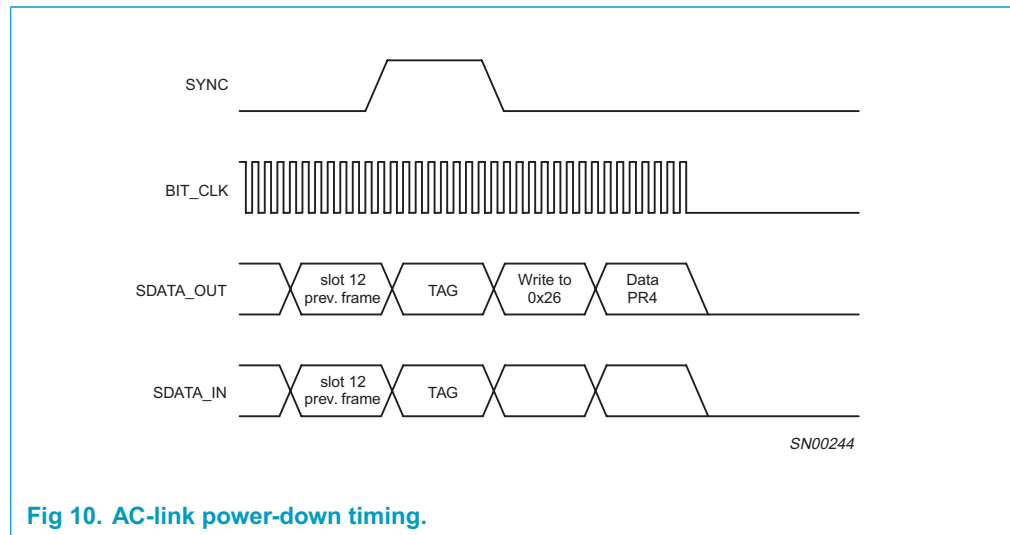 SYNC
BIT_CLK
SDATA_OUT
slot 12
prev. frame
TAG
Write to
0x26
Data
PR4
SDATA_IN
slot 12
prev. frame
TAG
SN00244
Fig 10. AC-link power-down timing.